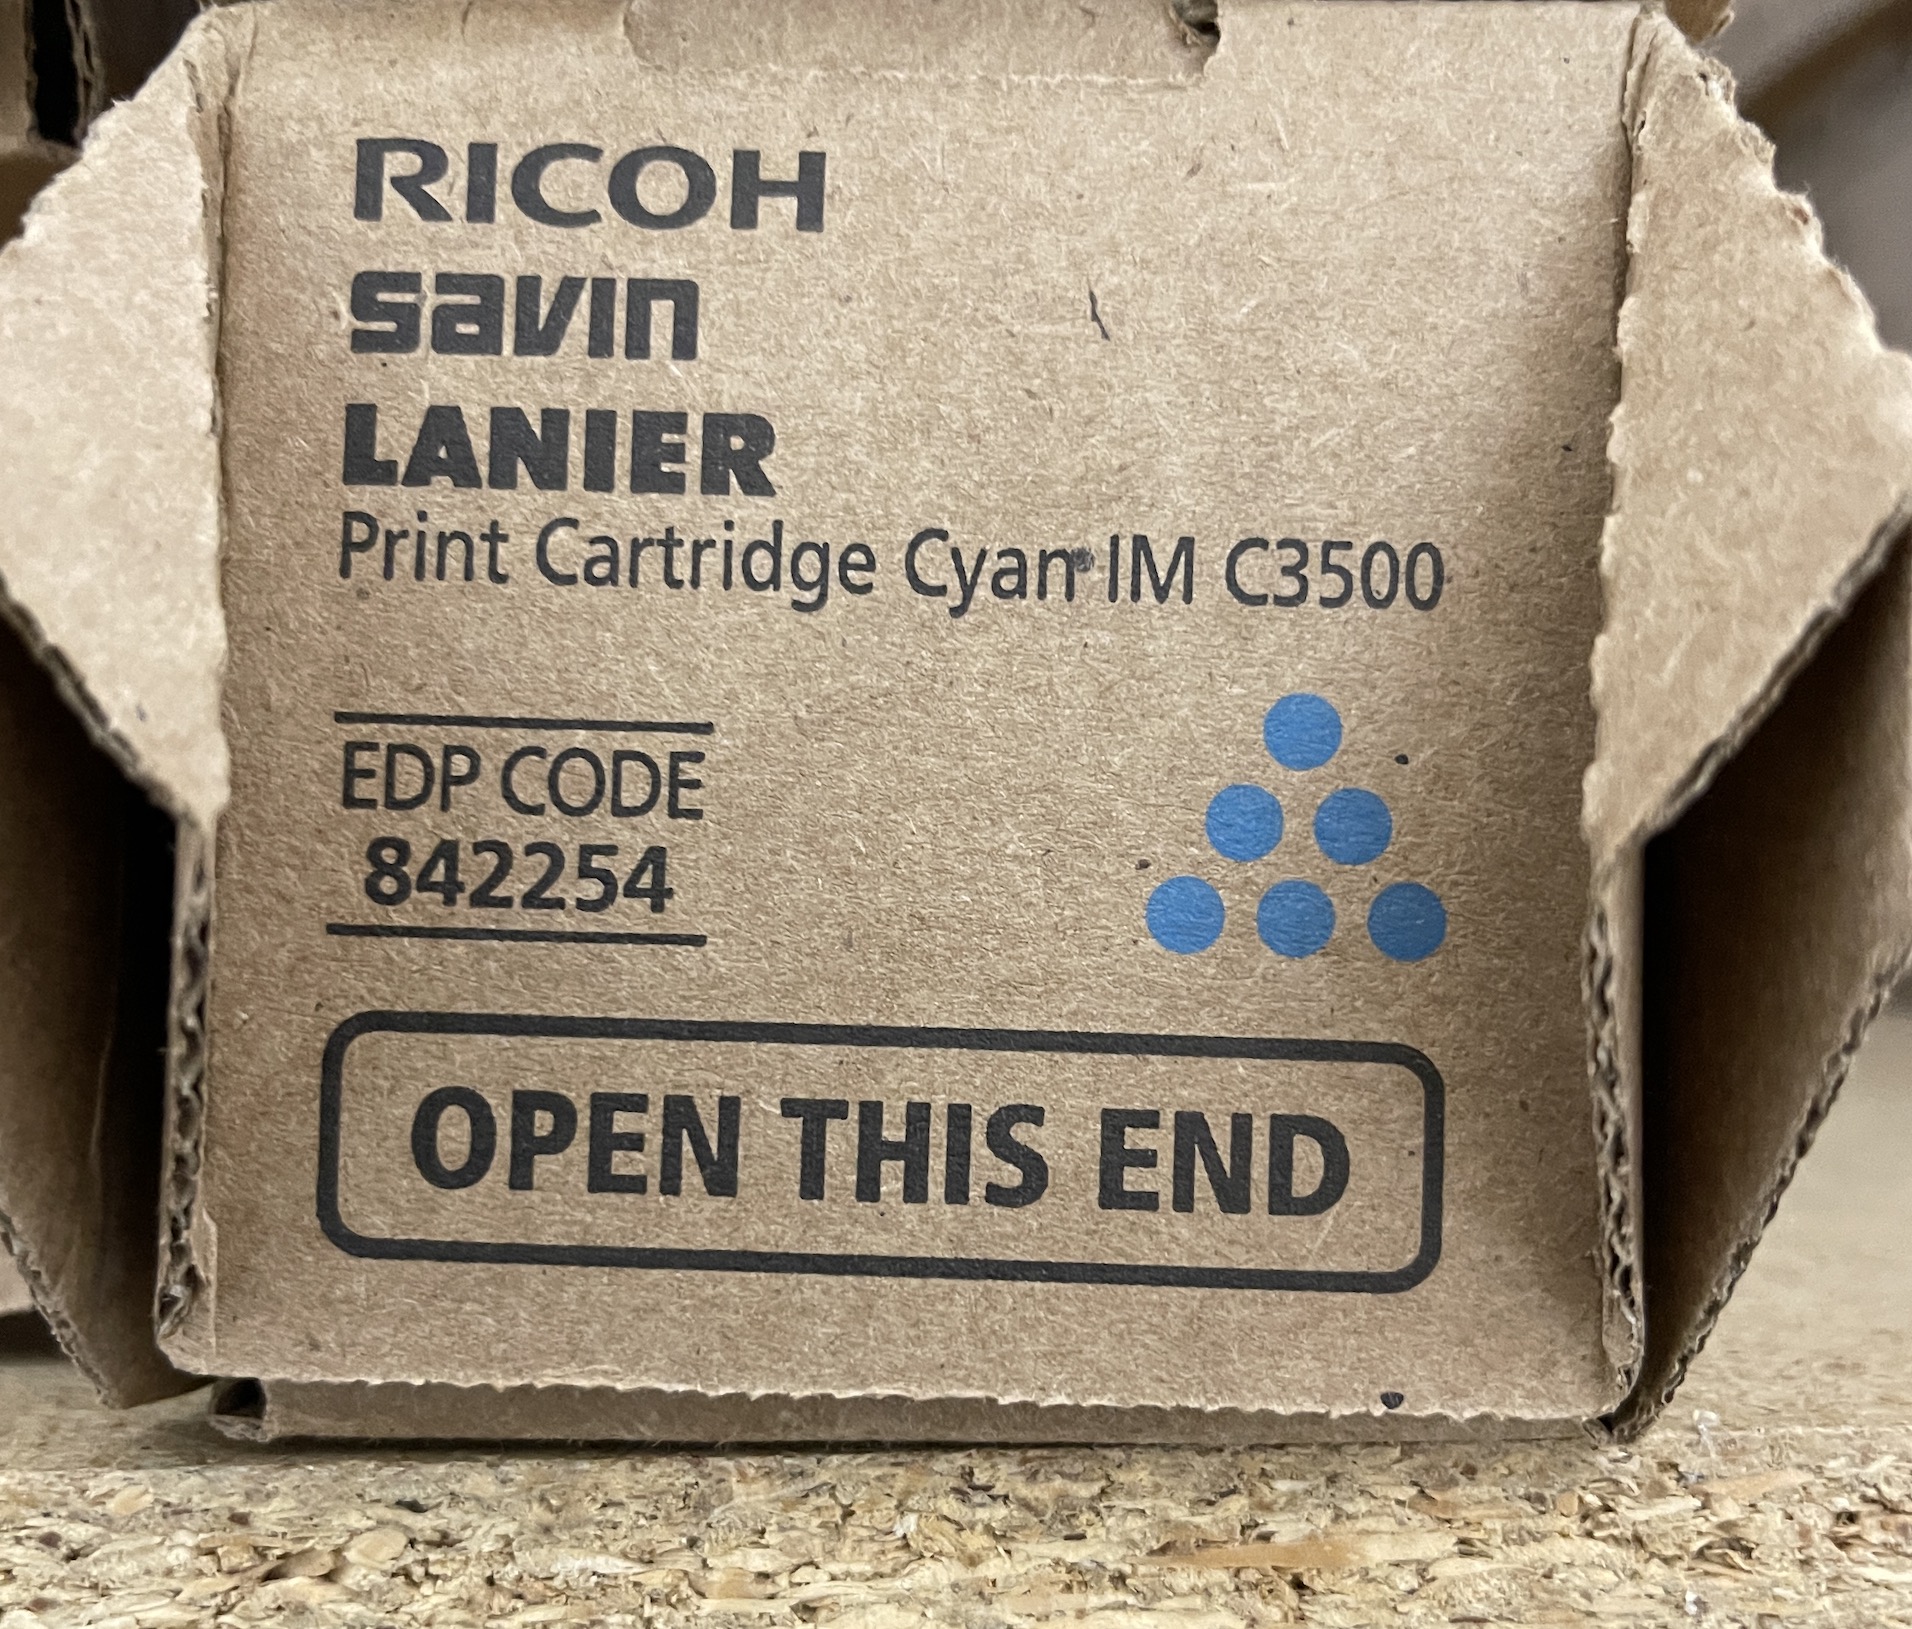 RICOH
savin
LANIER
Print Cartridge Cyan IM C3500
EDP CODE
842254
OPEN THIS END